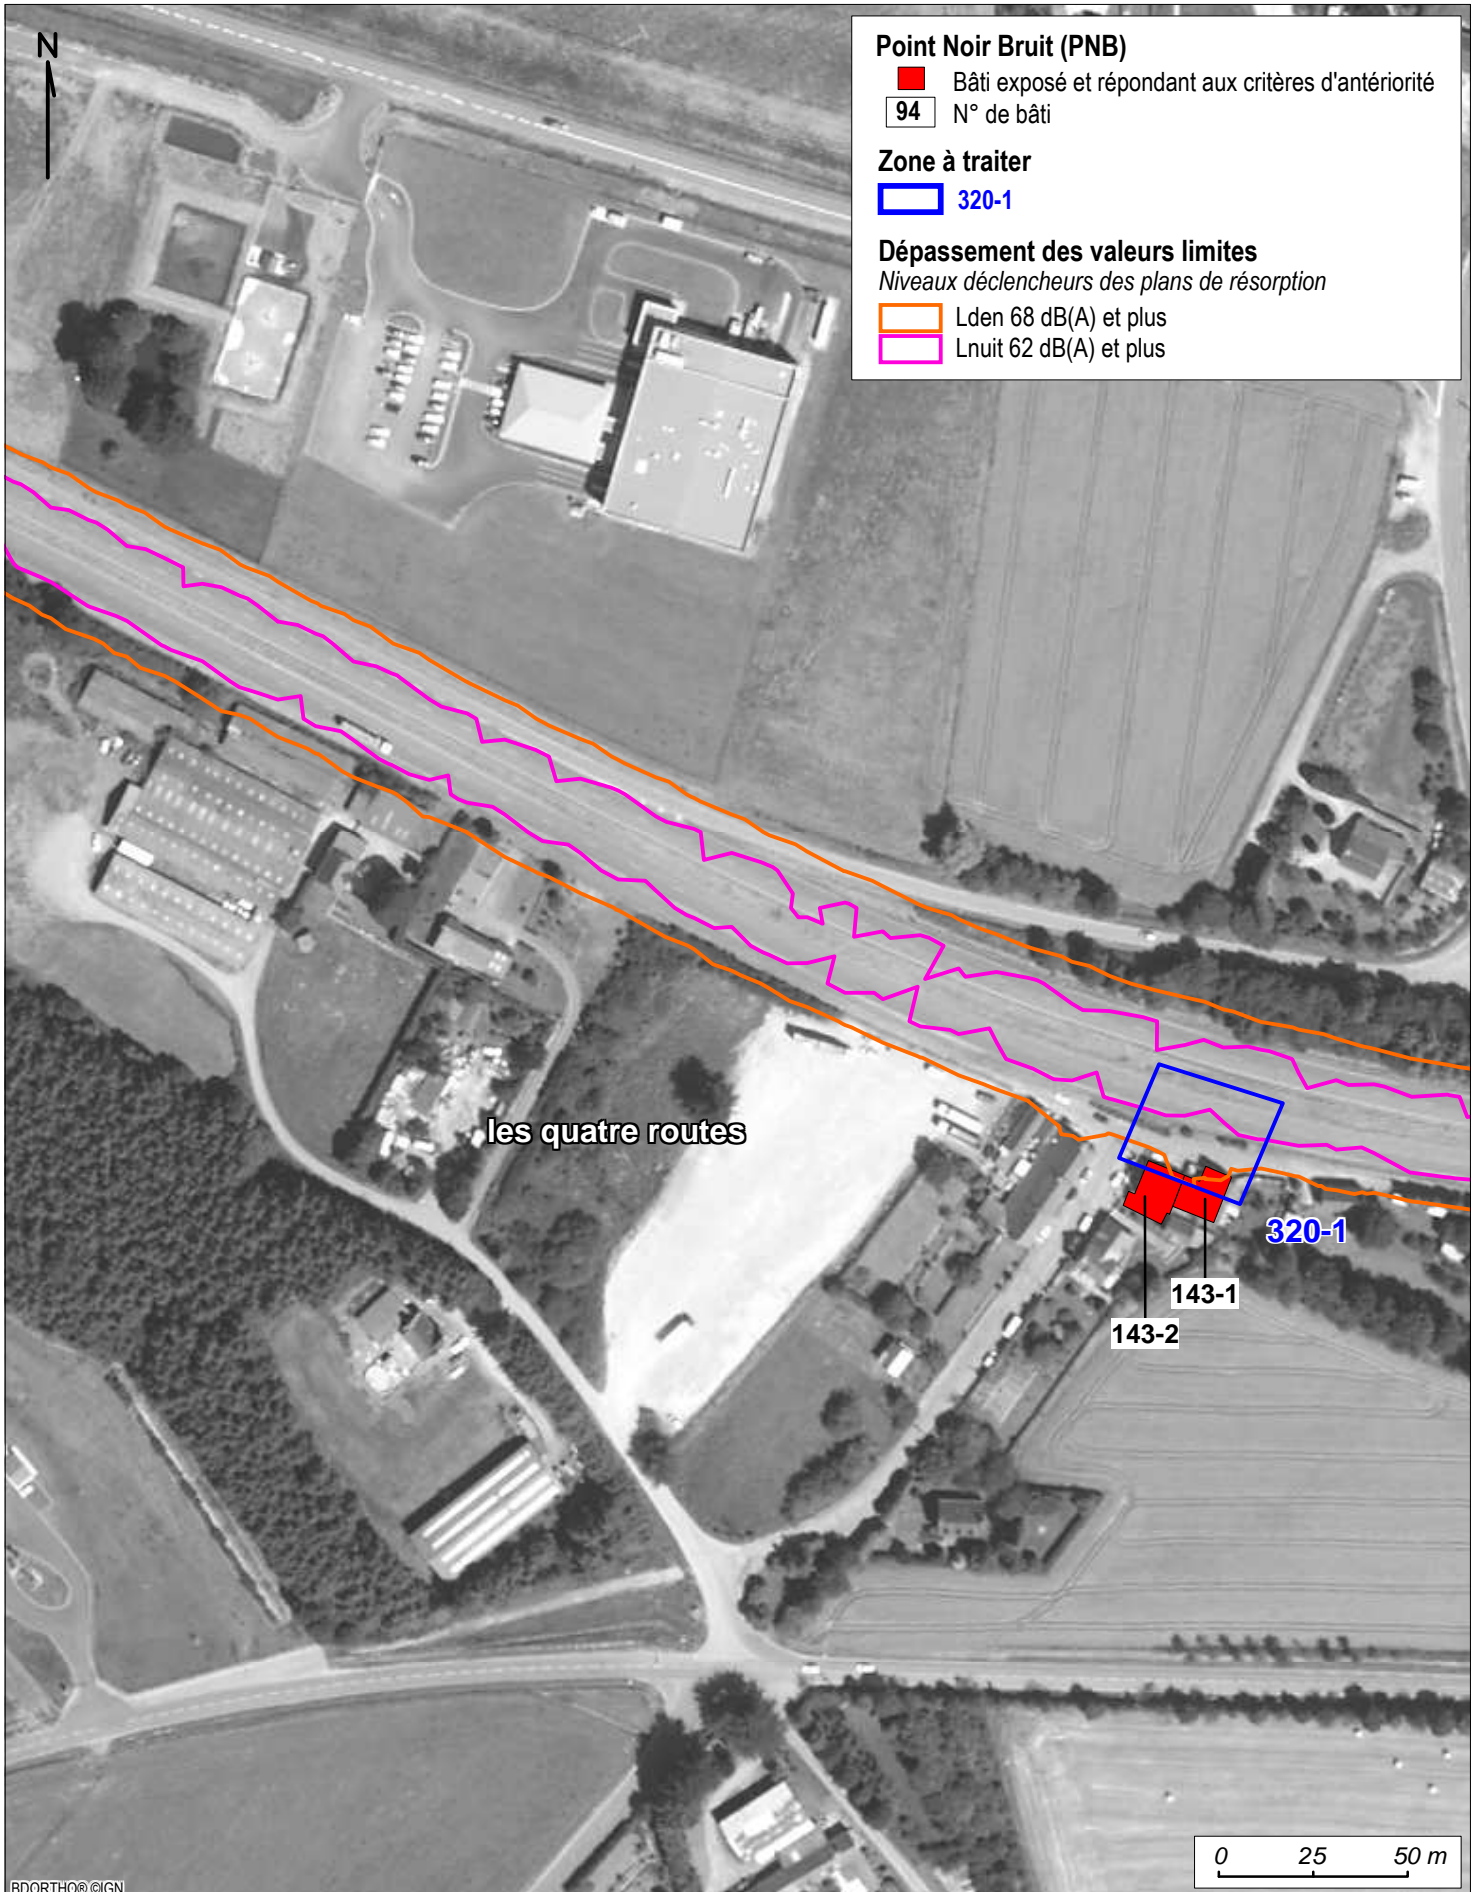 N
Point Noir Bruit (PNB)
Bâti exposé et répondant aux critères d'antériorité
94 N° de bâti
Zone à traiter
320-1
Dépassement des valeurs limites
Niveaux déclencheurs des plans de résorption
Lden 68 dB(A) et plus
Lnuit 62 dB(A) et plus
les quatre routes
320-1
143-1
143-2
0 25 50 m
BDORTHO® ©IGN